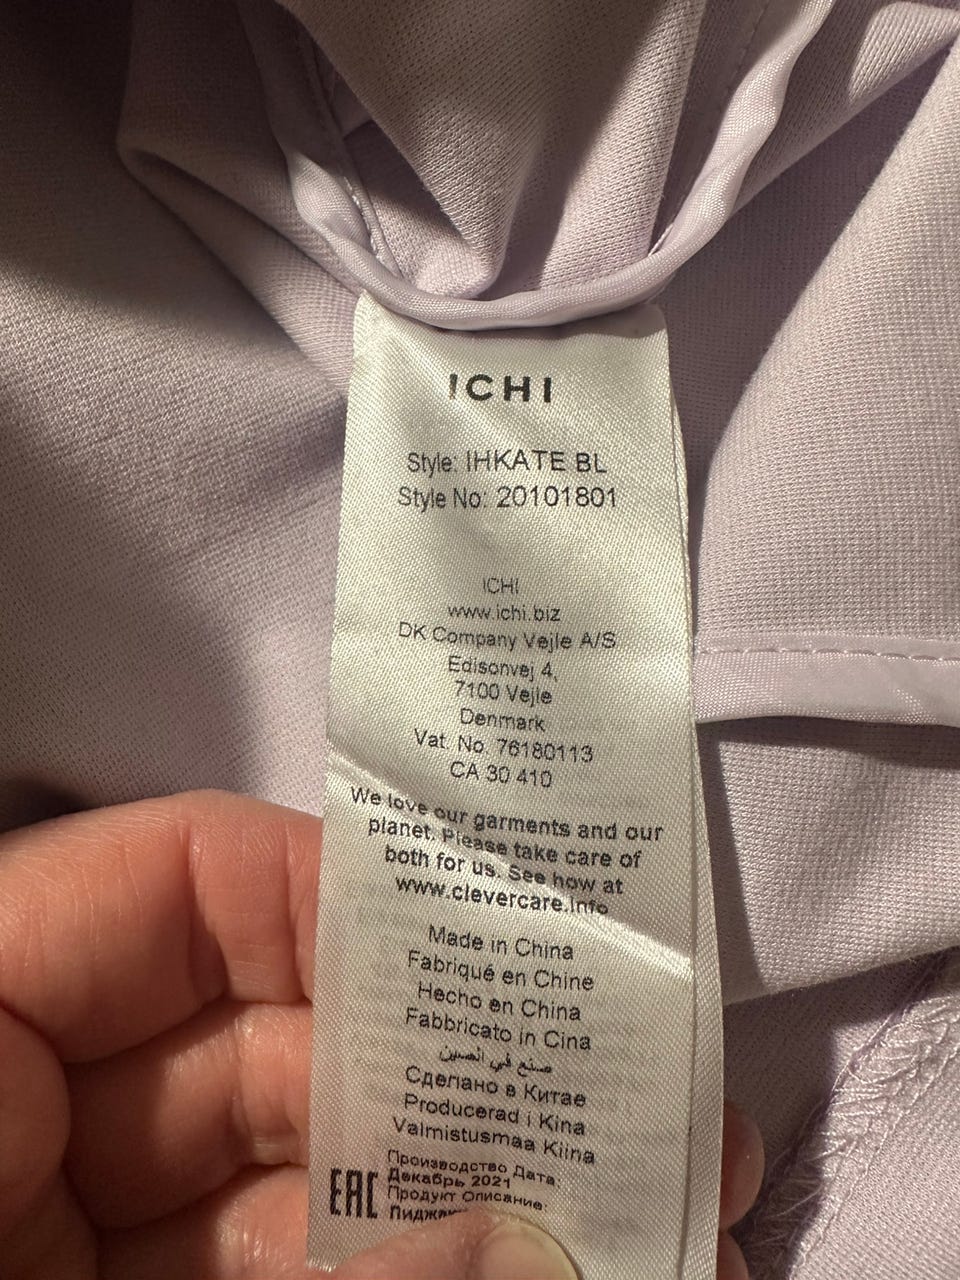 ICHI
Style: IHKATE BL
Style No: 20101801
ICHI
www.ichi.biz
DK Company Vejle A/S
Edisonvej 4,
7100 Vejle
Denmark
Vat. No. 76180113
CA 30 410
We love our garments and our
planet. Please take care of
both for us. See how at
www.clevercare.info
Made in China
Fabriqué en Chine
Hecho en China
Fabbricato in Cina
صنع في الصين
Сделано в Китае
Producerad i Kina
Valmistusmaa Kiina
Производство Дата:
Декабрь 2021
EAC Продукт Описание: